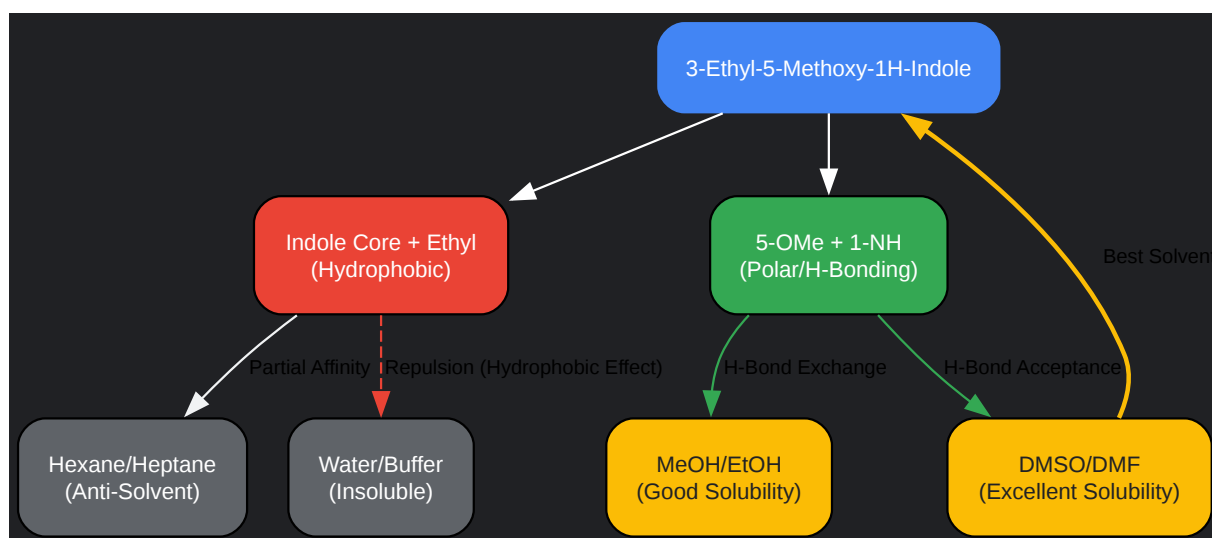 3-Ethyl-5-Methoxy-1H-Indole
Indole Core + Ethyl
(Hydrophobic)
5-OMe + 1-NH
(Polar/H-Bonding)
Best Solvent
Partial Affinity
Repulsion (Hydrophobic Effect)
H-Bond Exchange
H-Bond Acceptance
Hexane/Heptane
(Anti-Solvent)
Water/Buffer
(Insoluble)
MeOH/EtOH
(Good Solubility)
DMSO/DMF
(Excellent Solubility)